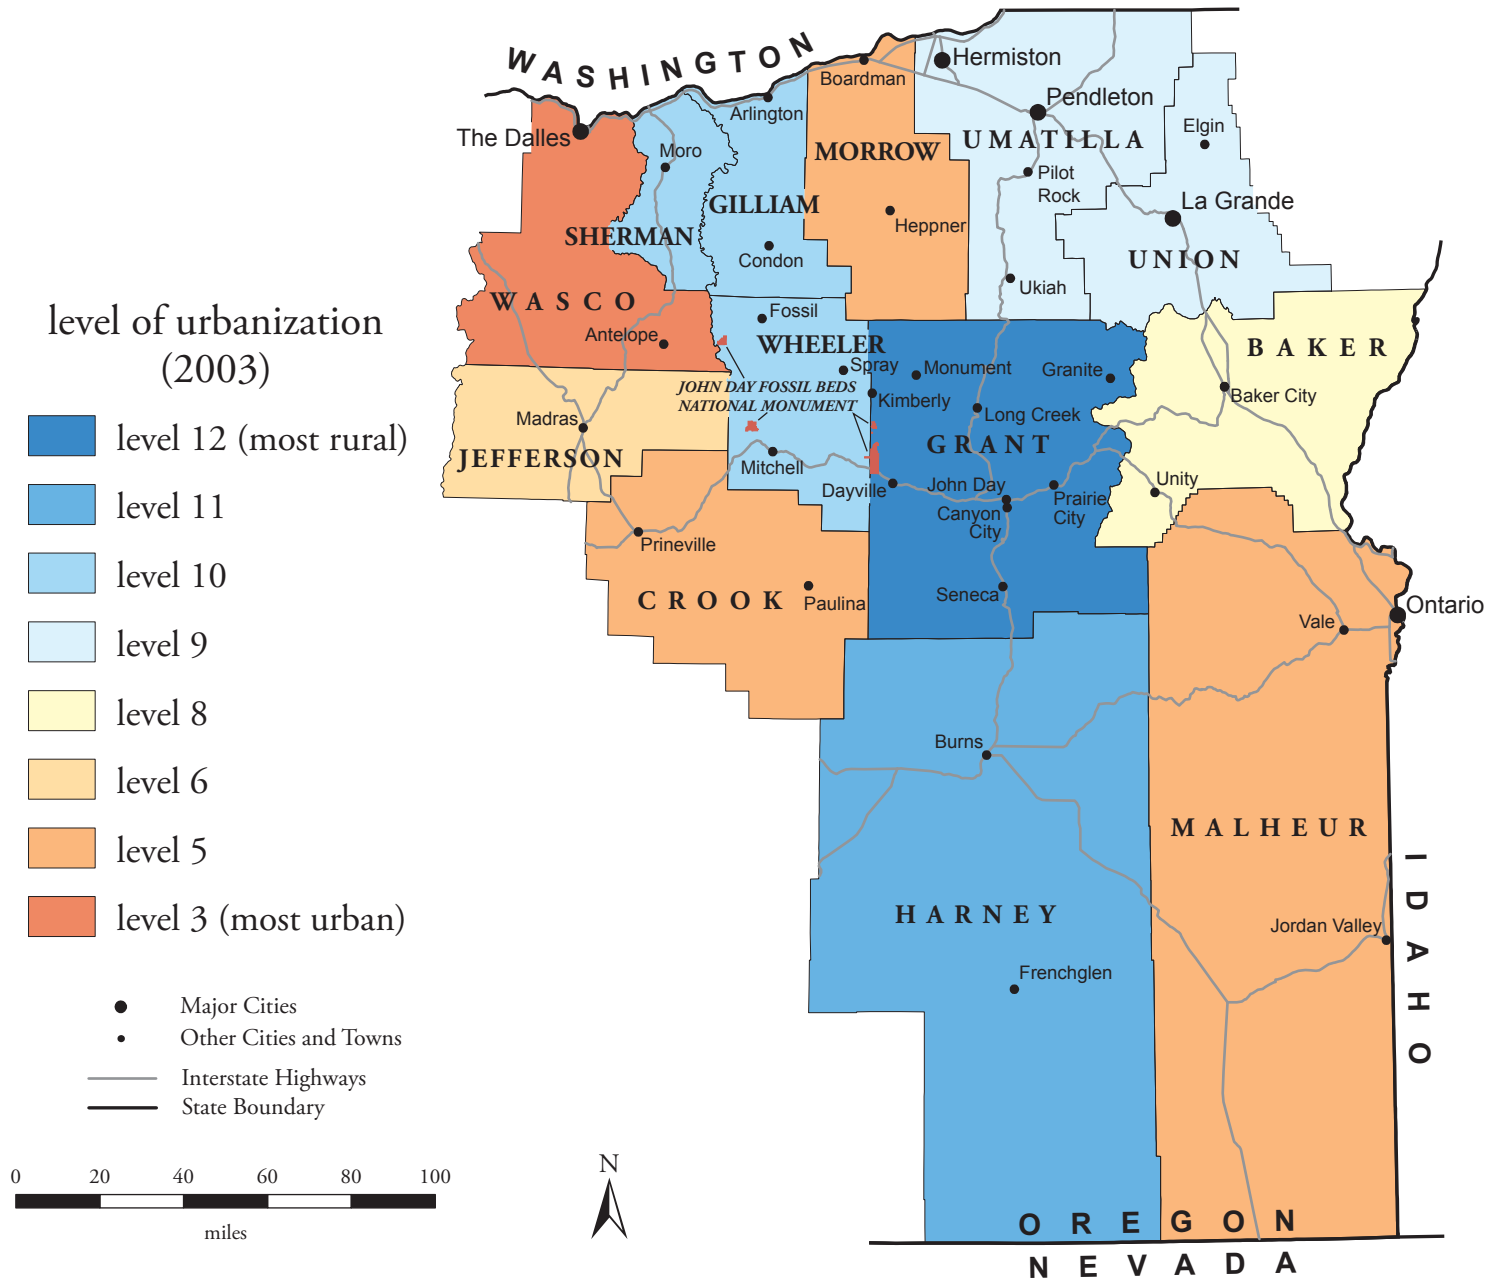 WASHINGTON
Hermiston
Boardman
Pendleton
Arlington
The Dalles
Elgin
UMATILLA
Moro
MORROW
Pilot
Rock
La Grande
GILLIAM
Heppner
SHERMAN
Condon
UNION
Ukiah
WASCO
Fossil
Antelope
WHEELER
BAKER
Spray
Monument
Granite
JOHN DAY FOSSIL BEDS
NATIONAL MONUMENT
Kimberly
Baker City
Long Creek
Madras
GRANT
JEFFERSON
Mitchell
Unity
Dayville
John Day
Prairie
City
Canyon
City
Prineville
CROOK
Paulina
Seneca
Ontario
Vale
Burns
MALHEUR
IDAHO
HARNEY
Jordan Valley
Frenchglen
OREGON
NEVADA
level of urbanization
(2003)
level 12 (most rural)
level 11
level 10
level 9
level 8
level 6
level 5
level 3 (most urban)
Major Cities
Other Cities and Towns
Interstate Highways
State Boundary
0 20 40 60 80 100
miles
N